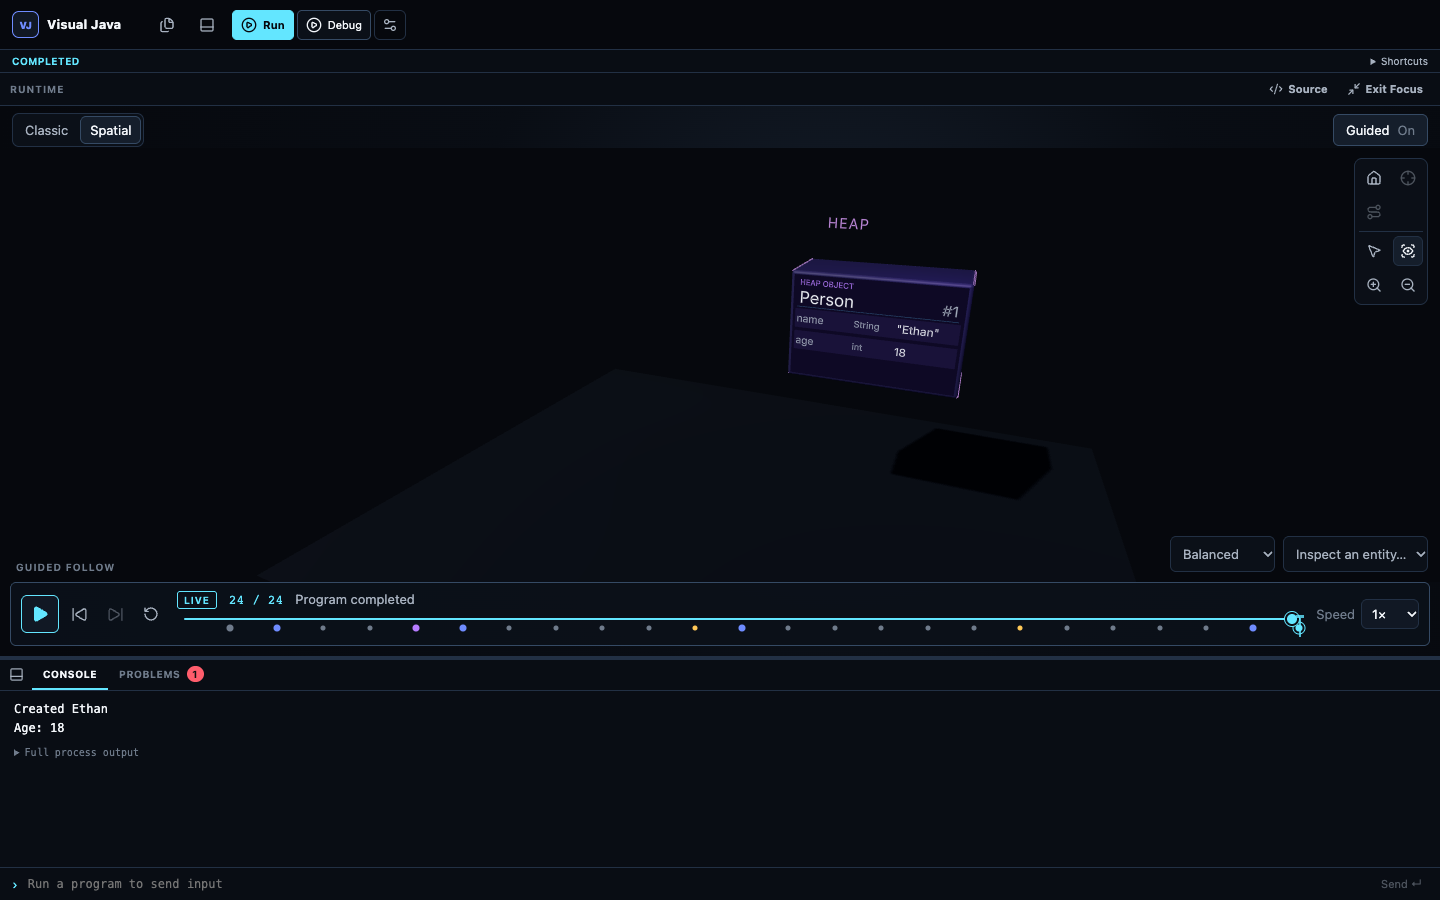 VJ Visual Java Run Debug
COMPLETED Shortcuts
RUNTIME Source Exit Focus
Classic Spatial Guided On
HEAP
HEAP OBJECT
Person #1
name String "Ethan"
age int 18
Balanced Inspect an entity...
GUIDED FOLLOW
LIVE 24 / 24 Program completed
Speed 1×
CONSOLE PROBLEMS 1
Created Ethan
Age: 18
Full process output
› Run a program to send input Send ↵